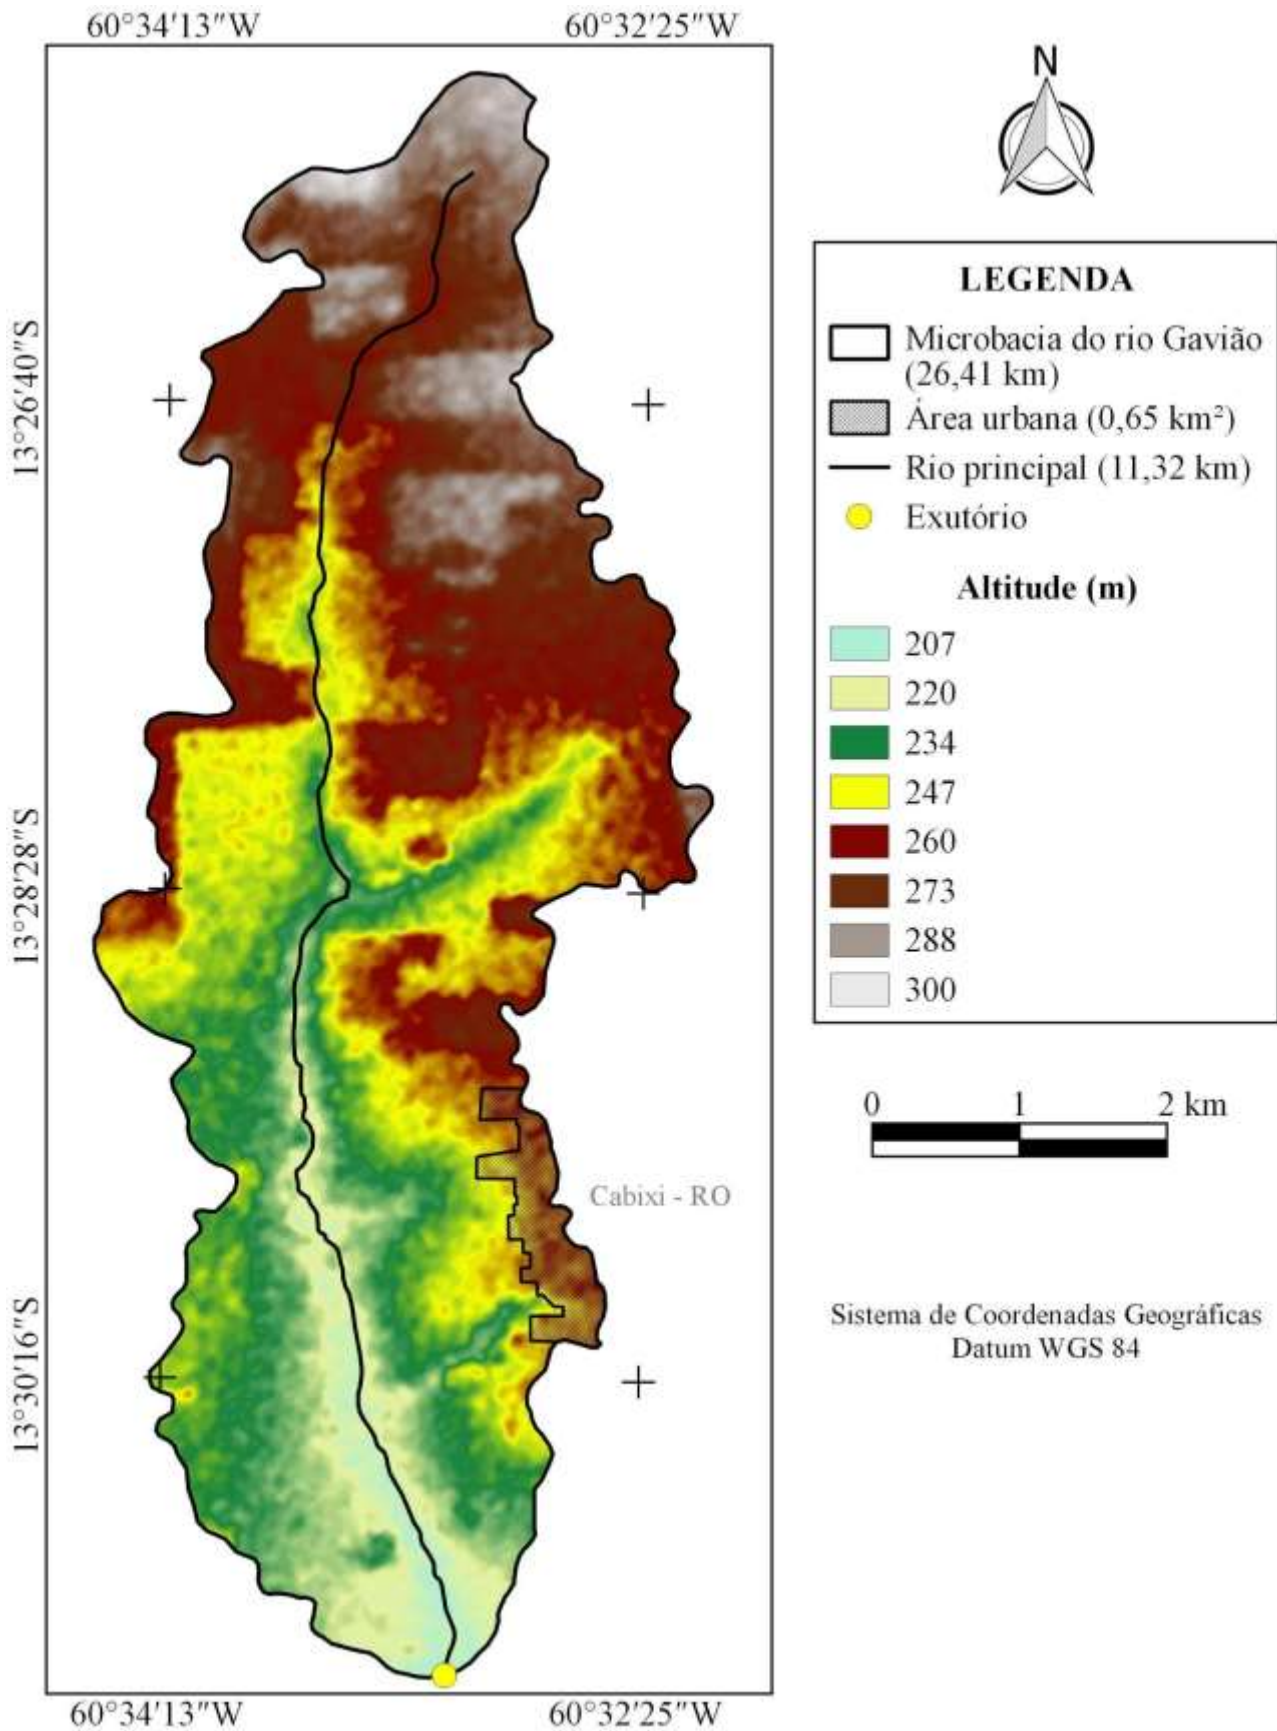 60°34'13"W
60°32'25"W
N
13°26'40"S
13°28'28"S
13°30'16"S
Cabixi - RO
60°34'13"W
60°32'25"W
LEGENDA
Microbacia do rio Gavião
(26,41 km)
Área urbana (0,65 km²)
Rio principal (11,32 km)
Exutório
Altitude (m)
207
220
234
247
260
273
288
300
0 1 2 km
Sistema de Coordenadas Geográficas
Datum WGS 84